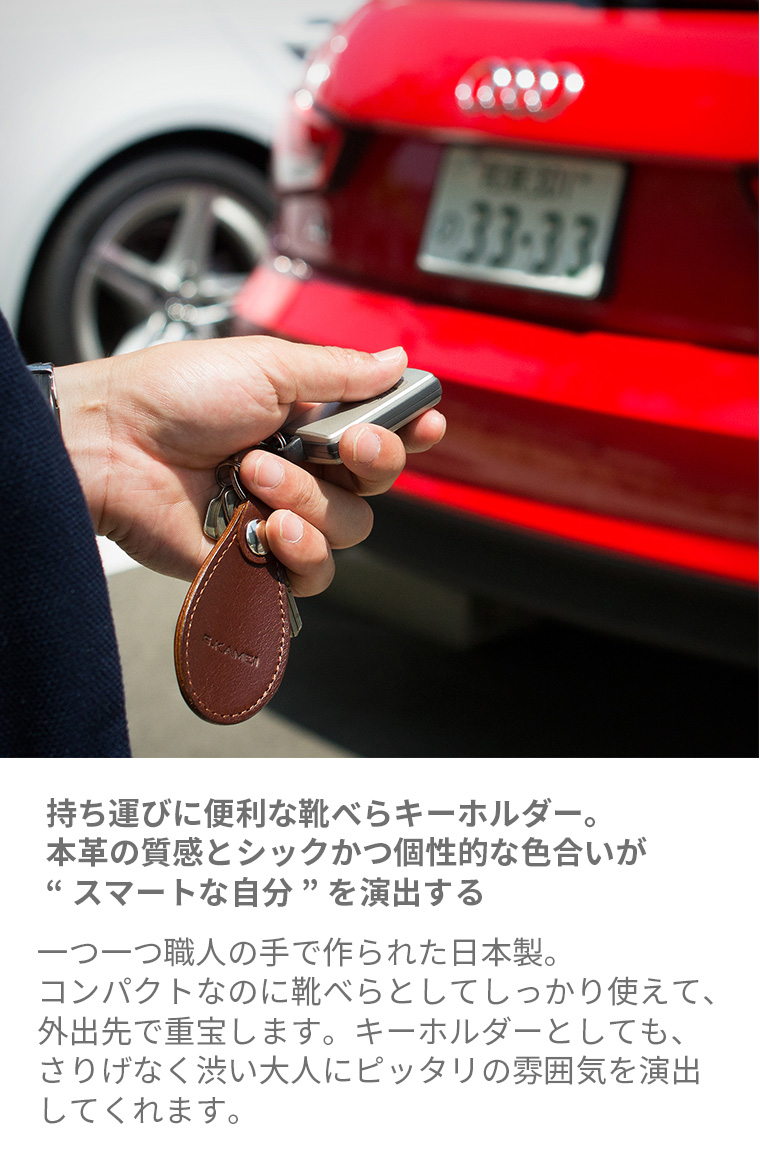 33-33
持ち運びに便利な靴べらキーホルダー。
本革の質感とシックかつ個性的な色合いが
“ スマートな自分 ” を演出する
一つ一つ職人の手で作られた日本製。
コンパクトなのに靴べらとしてしっかり使えて、
外出先で重宝します。キーホルダーとしても、
さりげなく渋い大人にピッタリの雰囲気を演出
してくれます。